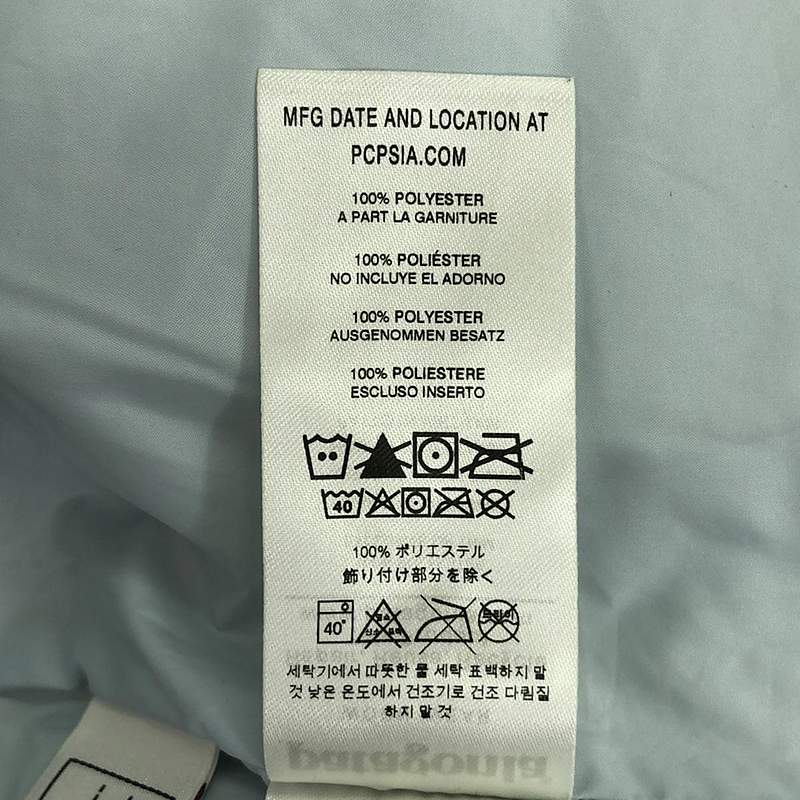 MFG DATE AND LOCATION AT
PCPSIA.COM
100% POLYESTER
A PART LA GARNITURE
100% POLIÉSTER
NO INCLUYE EL ADORNO
100% POLYESTER
AUSGENOMMEN BESATZ
100% POLIESTERE
ESCLUSO INSERTO
40
100% ポリエステル
飾り付け部分を除く
40°
세탁기에서 따뜻한 물 세탁 표백하지 말
것 낮은 온도에서 건조기로 건조 다림질
하지 말 것
patagonia